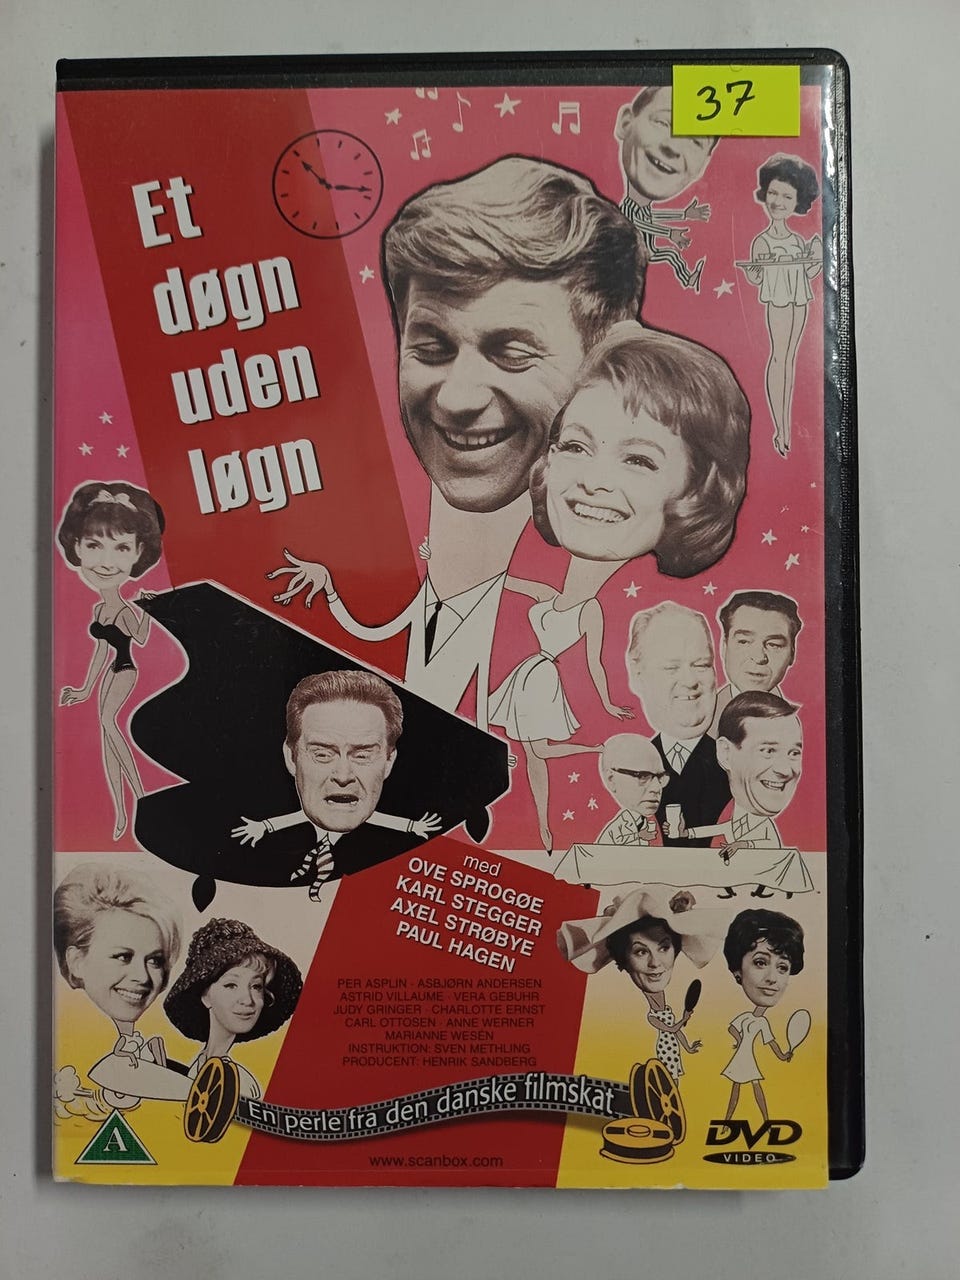 37
Et
døgn
uden
løgn
med
OVE SPROGØE
KARL STEGGER
AXEL STRØBYE
PAUL HAGEN
PER ASPLIN · ASBJØRN ANDERSEN
ASTRID VILLAUME · VERA GEBUHR
JUDY GRINGER · CHARLOTTE ERNST
CARL OTTOSEN · ANNE WERNER
MARIANNE WESÉN
INSTRUKTION: SVEN METHLING
PRODUCENT: HENRIK SANDBERG
En perle fra den danske filmskat
A
www.scanbox.com
DVD
VIDEO